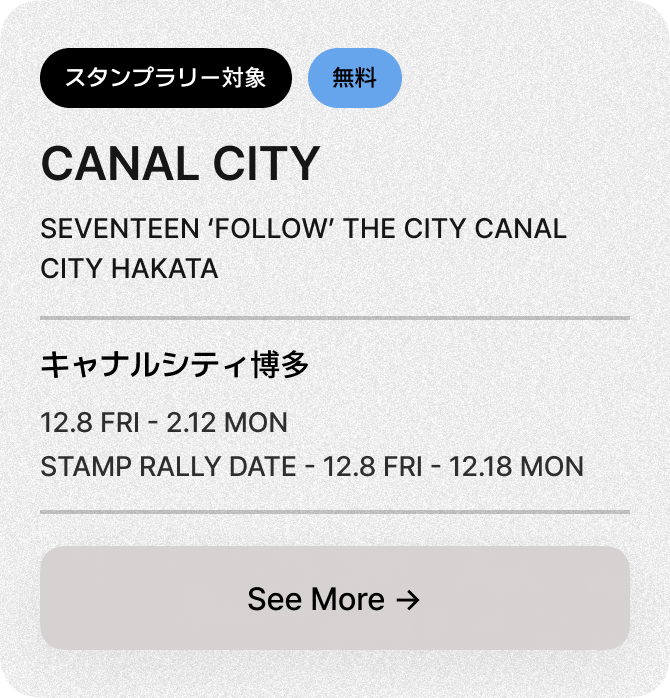 スタンプラリー対象
無料
CANAL CITY
SEVENTEEN ‘FOLLOW’ THE CITY CANAL
CITY HAKATA
キャナルシティ博多
12.8 FRI - 2.12 MON
STAMP RALLY DATE - 12.8 FRI - 12.18 MON
See More →